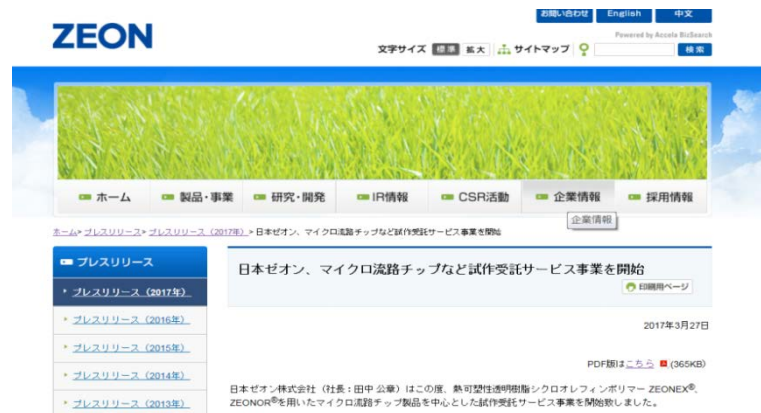 お問い合わせ English 中文
ZEON
Powered by Accela BizSearch
文字サイズ 標準 拡大 サイトマップ 検索
ホーム 製品・事業 研究・開発 IR情報 CSR活動 企業情報 採用情報
企業情報
ホーム> プレスリリース> プレスリリース (2017年) > 日本ゼオン、マイクロ流路チップなど試作受託サービス事業を開始
プレスリリース
プレスリリース (2017年)
プレスリリース (2016年)
プレスリリース (2015年)
プレスリリース (2014年)
プレスリリース (2013年)
日本ゼオン、マイクロ流路チップなど試作受託サービス事業を開始
印刷用ページ
2017年3月27日
PDF版はこちら (365KB)
日本ゼオン株式会社（社長：田中 公章）はこの度、熱可塑性透明樹脂シクロオレフィンポリマー ZEONEX®、
ZEONOR®を用いたマイクロ流路チップ製品を中心とした試作受託サービス事業を開始致しました。